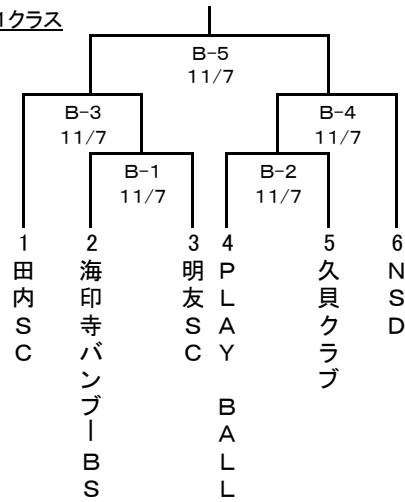 1クラス
B-5
11/7
B-3
11/7
B-4
11/7
B-1
11/7
B-2
11/7
1
2
3
4
5
6
田内SC
海印寺バンブーBS
明友SC
PLAY BALL
久貝クラブ
NSD